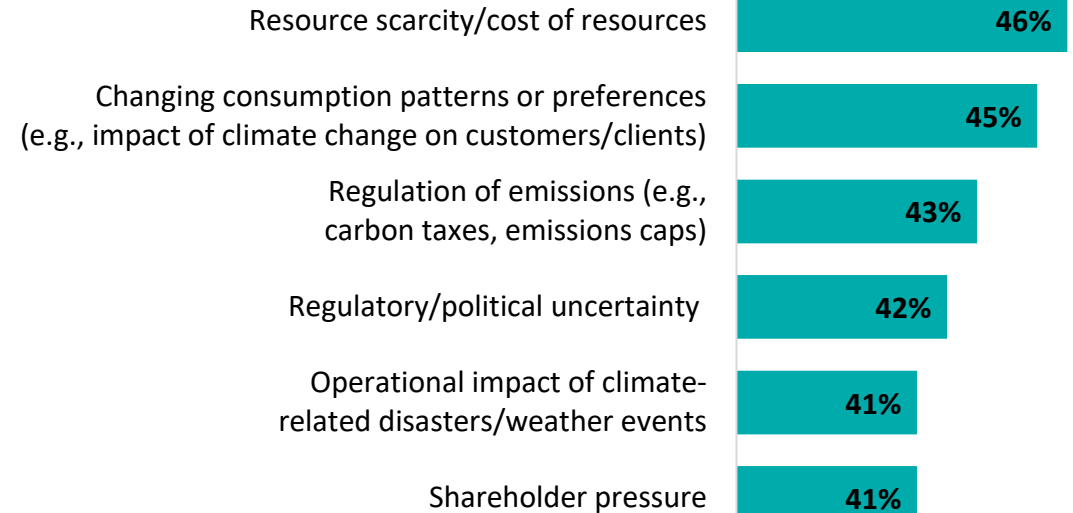 Resource scarcity/cost of resources
46%
Changing consumption patterns or preferences
(e.g., impact of climate change on customers/clients)
45%
Regulation of emissions (e.g.,
carbon taxes, emissions caps)
43%
Regulatory/political uncertainty
42%
Operational impact of climate-
related disasters/weather events
41%
Shareholder pressure
41%